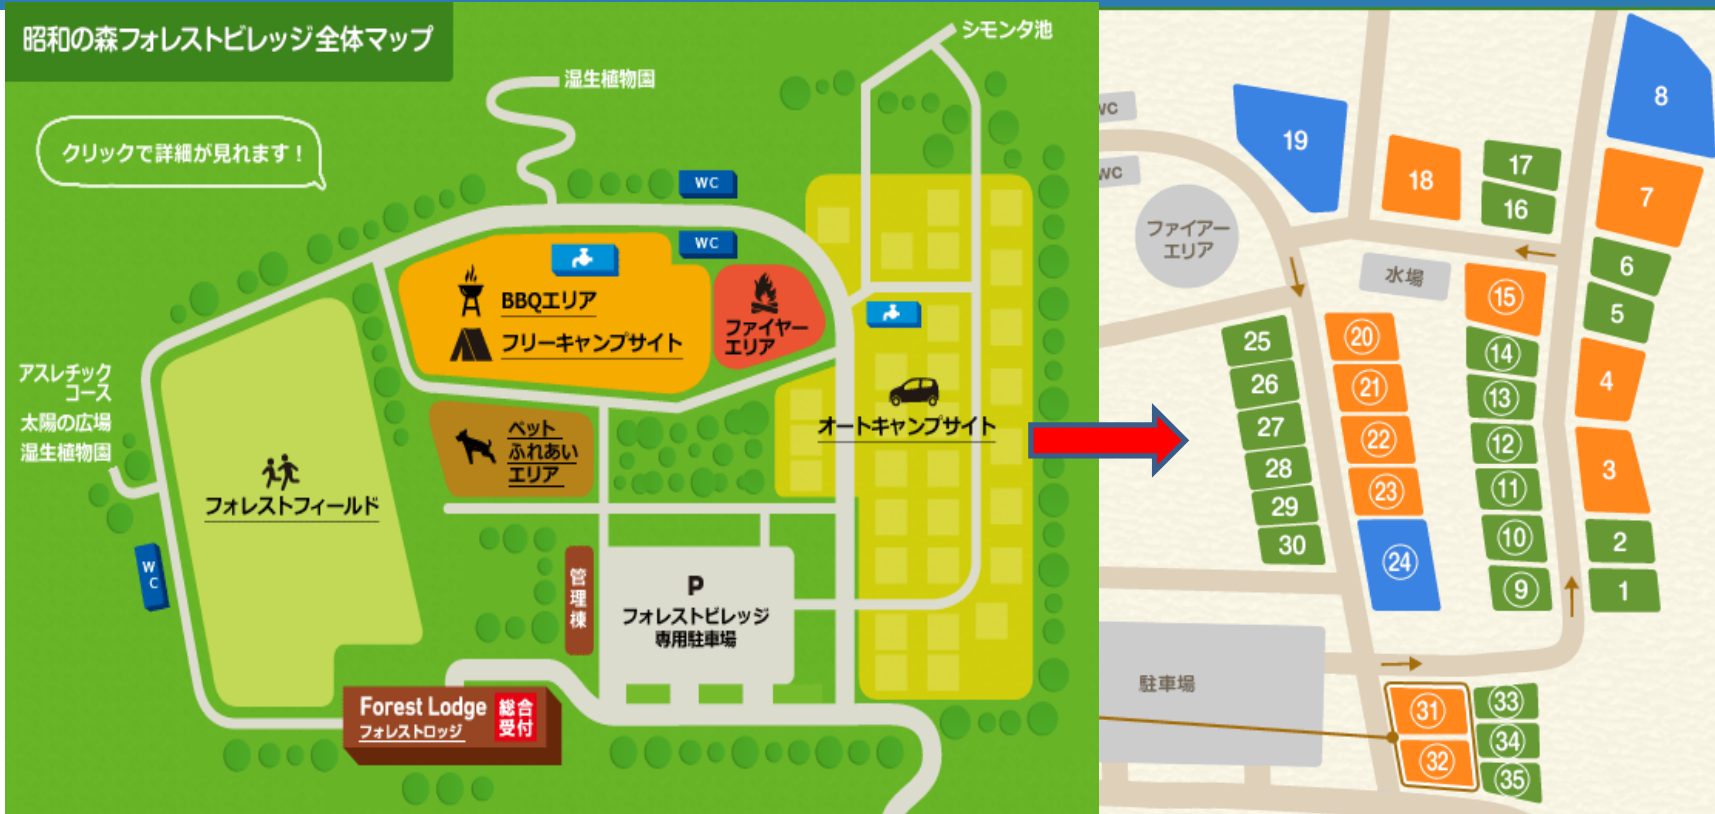 昭和の森フォレストビレッジ全体マップ
クリックで詳細が見れます！
シモンタ池
湿生植物園
WC
WC
BBQエリア
フリーキャンプサイト
ファイヤー
エリア
アスレチック
コース
太陽の広場
湿生植物園
ペット
ふれあい
エリア
オートキャンプサイト
フォレストフィールド
WC
管理棟
P
フォレストビレッジ
専用駐車場
Forest Lodge
フォレストロッジ
総合
受付
WC
WC
ファイアー
エリア
水場
駐車場
8
19
17
18
7
16
6
⑮
5
25
⑳
⑭
4
26
㉑
⑬
27
㉒
⑫
3
28
㉓
⑪
29
30
㉔
⑩
2
⑨
1
㉛
㉝
㉜
㉞
㉟